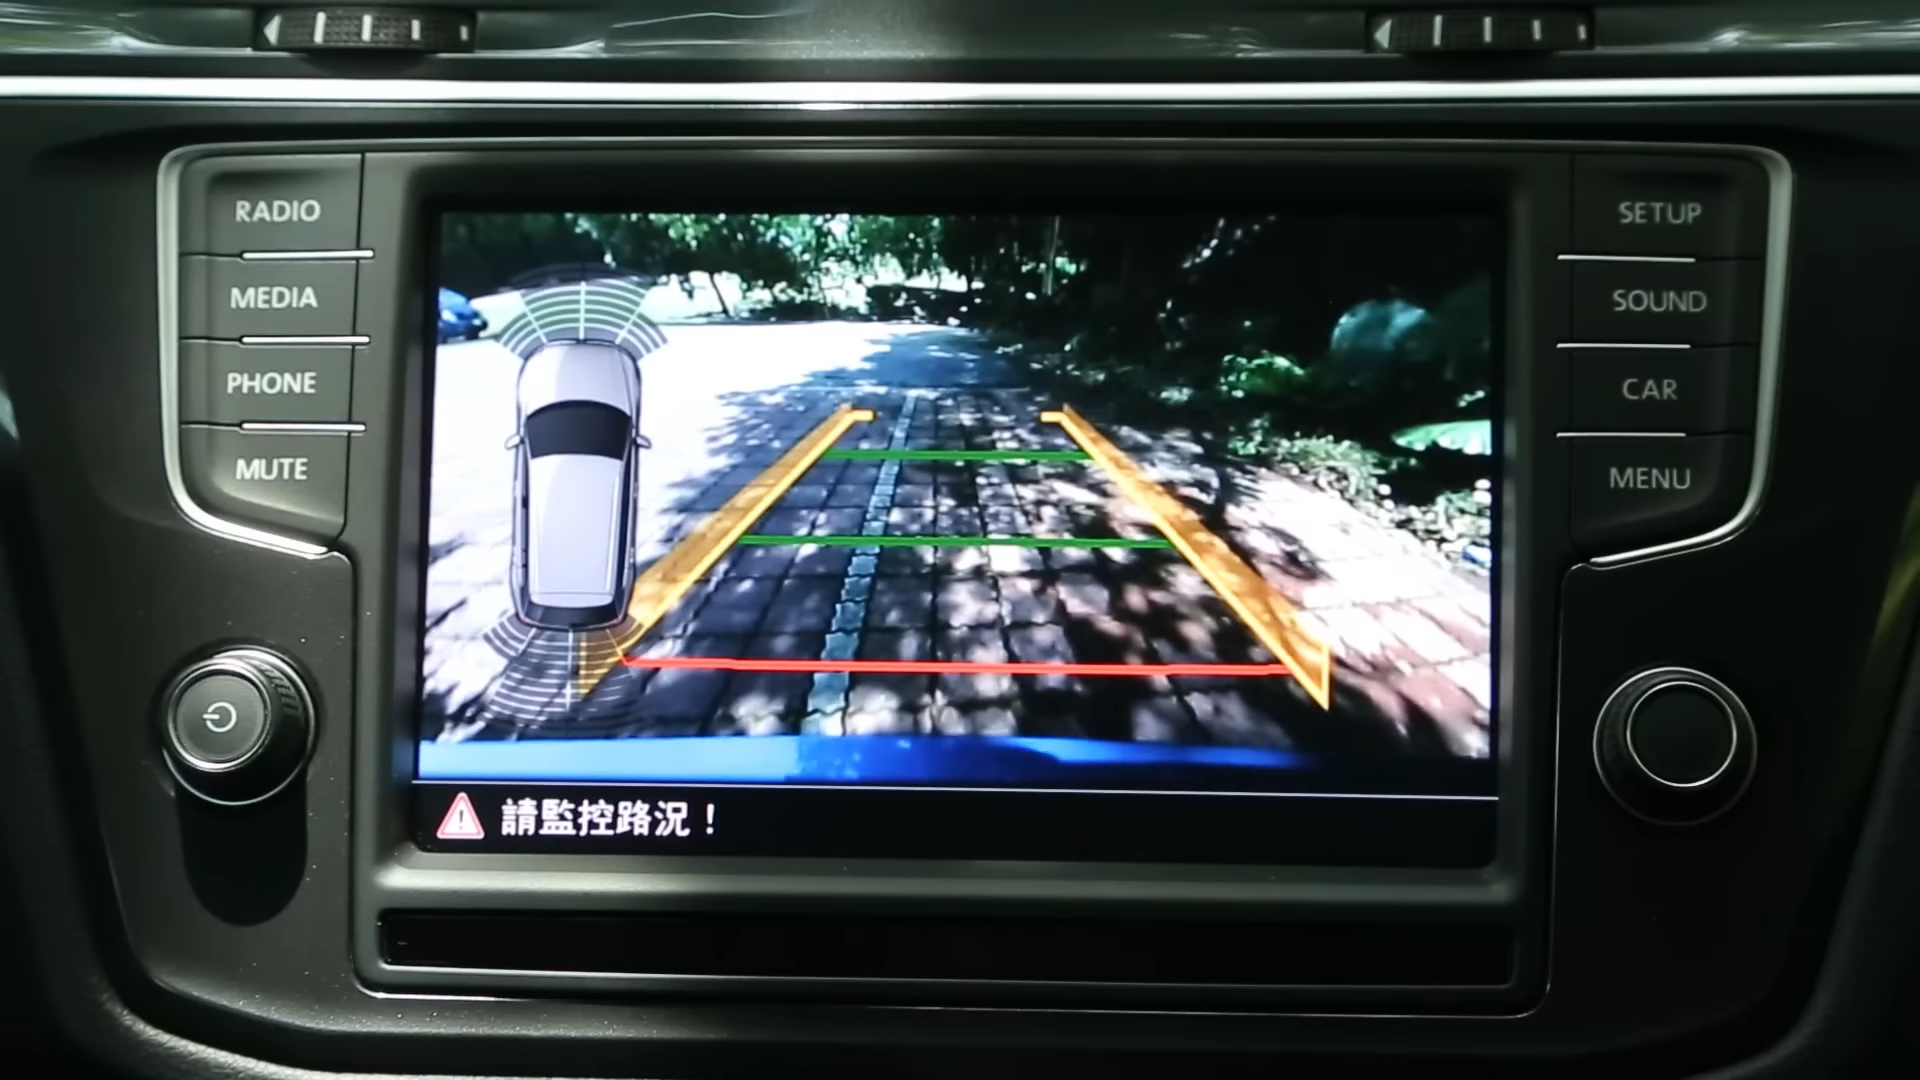 RADIO
MEDIA
PHONE
MUTE
SETUP
SOUND
CAR
MENU
請監控路況！